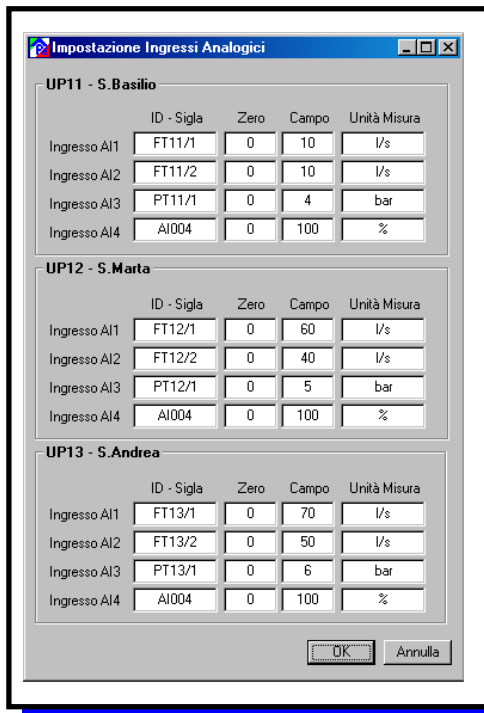 Impostazione Ingressi Analogici
UP11 - S.Basilio
ID - Sigla Zero Campo Unità Misura
Ingresso AI1 FT11/1 0 10 l/s
Ingresso AI2 FT11/2 0 10 l/s
Ingresso AI3 PT11/1 0 4 bar
Ingresso AI4 AI004 0 100 %
UP12 - S.Marta
ID - Sigla Zero Campo Unità Misura
Ingresso AI1 FT12/1 0 60 l/s
Ingresso AI2 FT12/2 0 40 l/s
Ingresso AI3 PT12/1 0 5 bar
Ingresso AI4 AI004 0 100 %
UP13 - S.Andrea
ID - Sigla Zero Campo Unità Misura
Ingresso AI1 FT13/1 0 70 l/s
Ingresso AI2 FT13/2 0 50 l/s
Ingresso AI3 PT13/1 0 6 bar
Ingresso AI4 AI004 0 100 %
OK Annulla